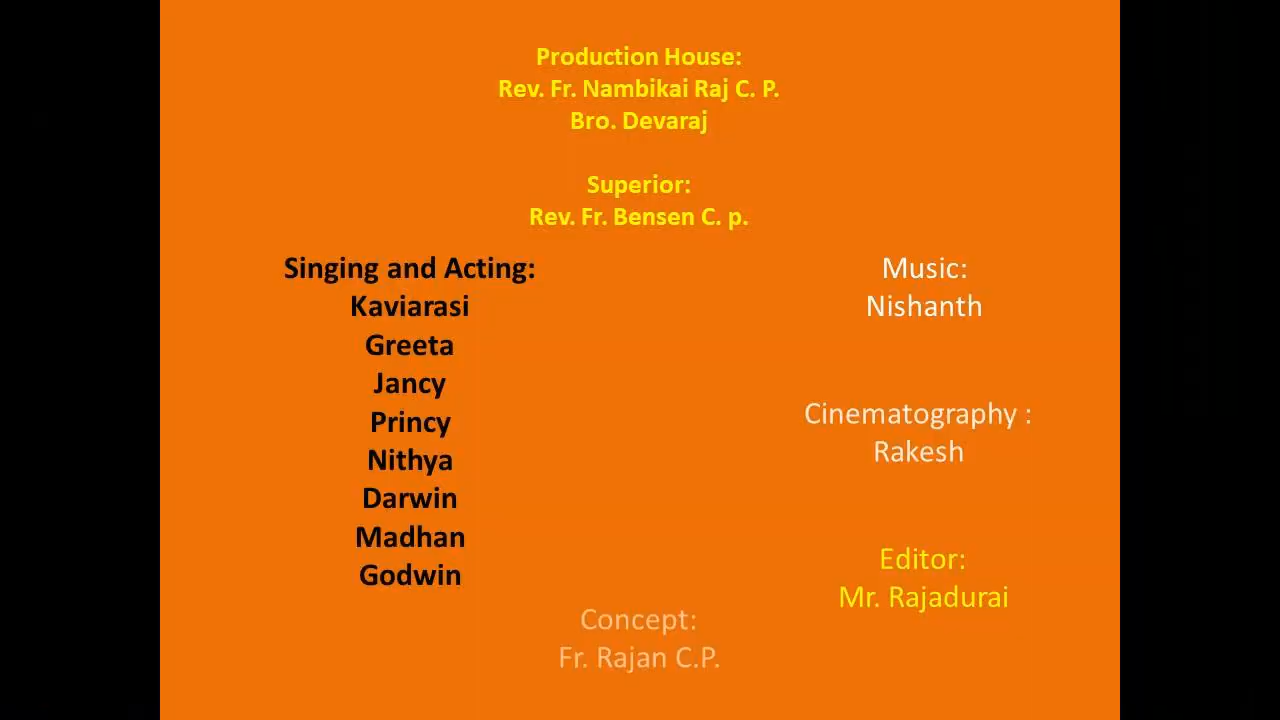 Production House:
Rev. Fr. Nambikai Raj C. P.
Bro. Devaraj
Superior:
Rev. Fr. Bensen C. p.
Singing and Acting:
Kaviarasi
Greeta
Jancy
Princy
Nithya
Darwin
Madhan
Godwin
Music:
Nishanth
Cinematography :
Rakesh
Editor:
Mr. Rajadurai
Concept:
Fr. Rajan C.P.